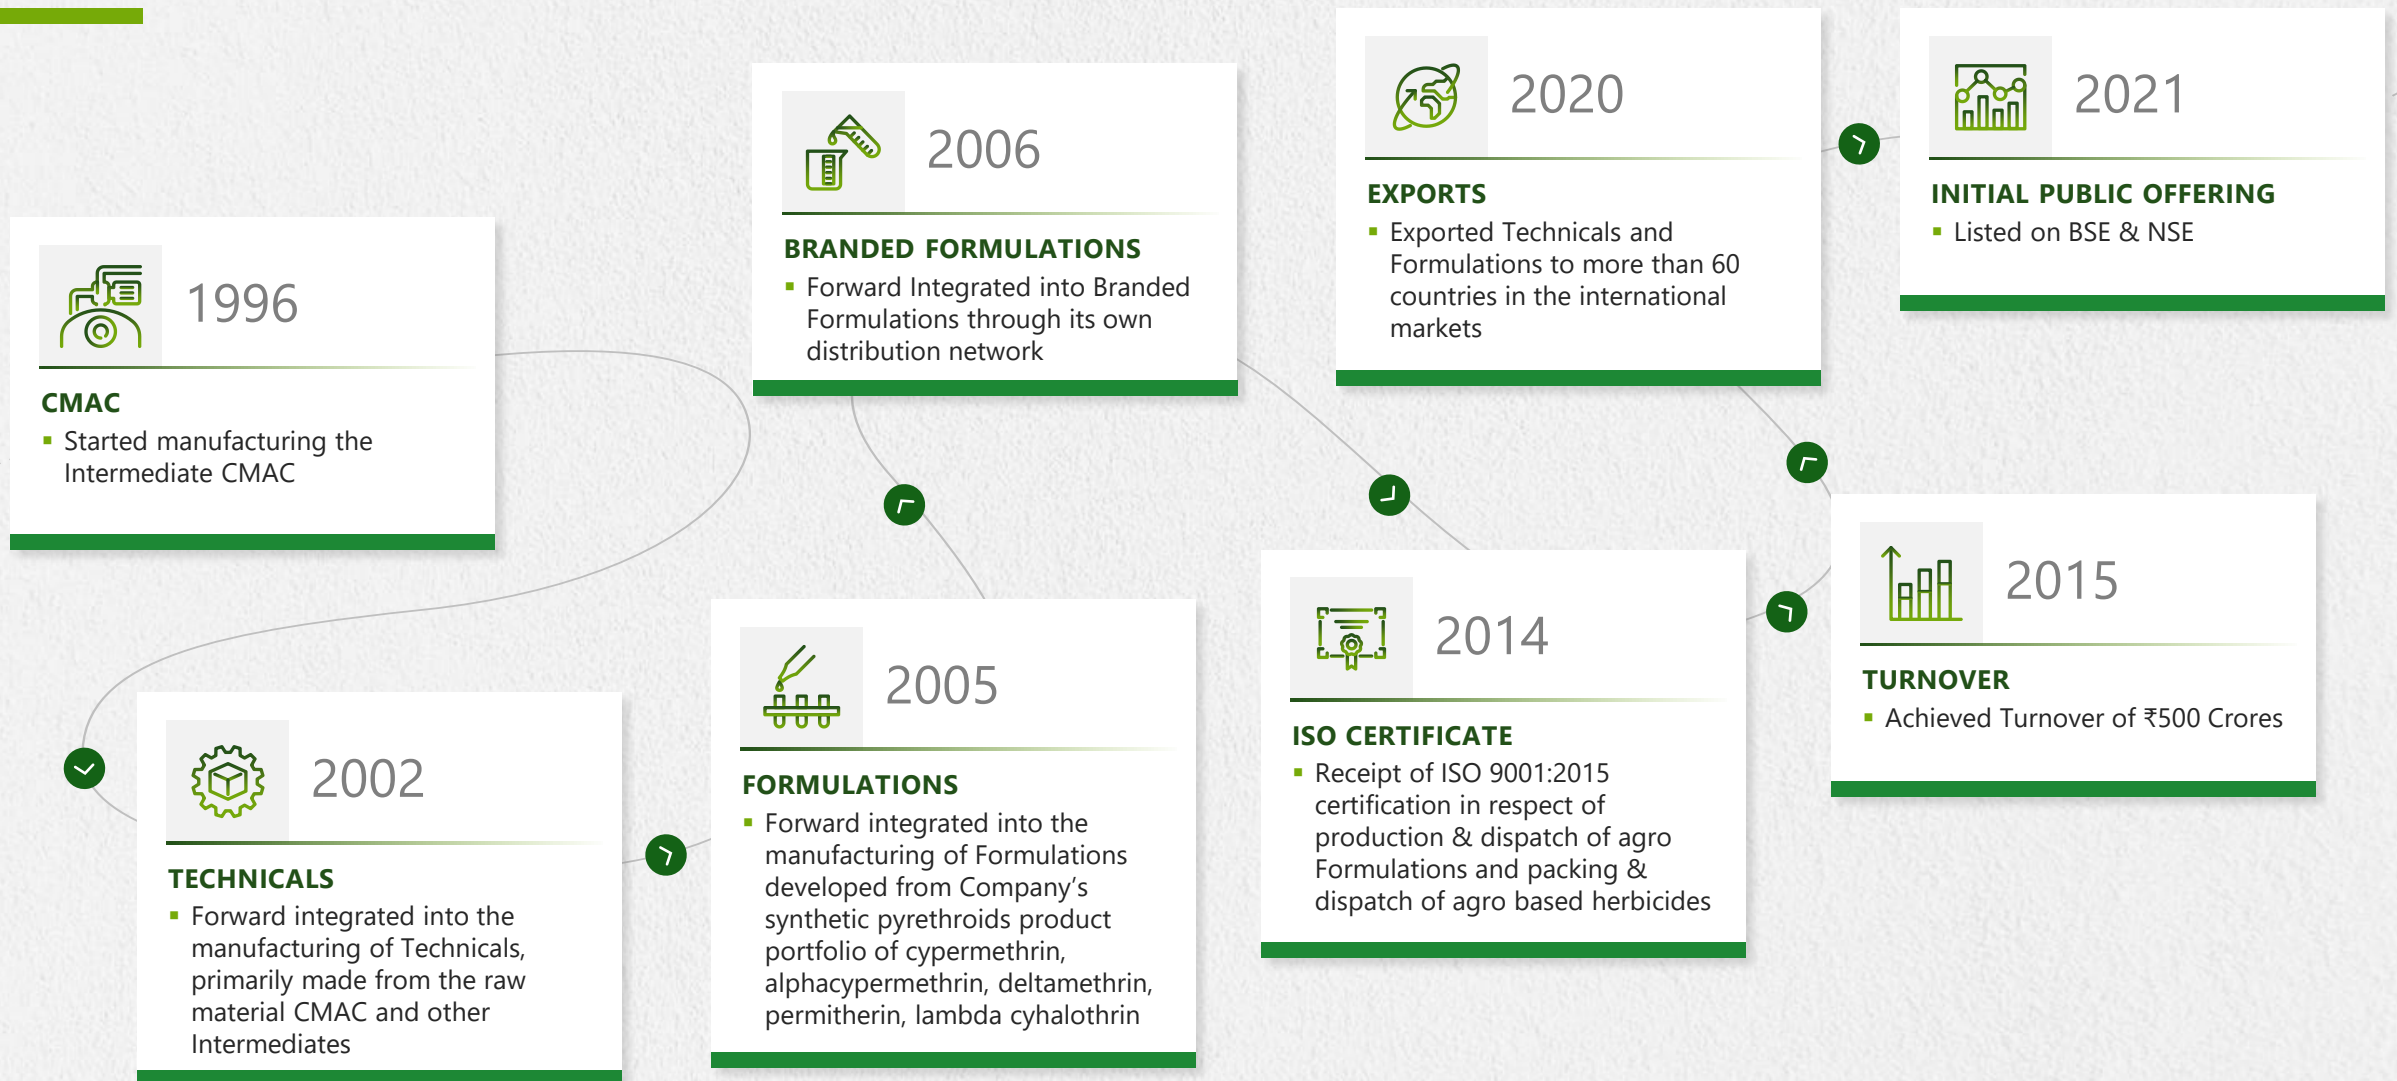 1996
CMAC
▪ Started manufacturing the
Intermediate CMAC
2002
TECHNICALS
▪ Forward integrated into the
manufacturing of Technicals,
primarily made from the raw
material CMAC and other
Intermediates
2005
FORMULATIONS
▪ Forward integrated into the
manufacturing of Formulations
developed from Company’s
synthetic pyrethroids product
portfolio of cypermethrin,
alphacypermethrin, deltamethrin,
permitherin, lambda cyhalothrin
2006
BRANDED FORMULATIONS
▪ Forward Integrated into Branded
Formulations through its own
distribution network
2014
ISO CERTIFICATE
▪ Receipt of ISO 9001:2015
certification in respect of
production & dispatch of agro
Formulations and packing &
dispatch of agro based herbicides
2015
TURNOVER
▪ Achieved Turnover of ₹500 Crores
2020
EXPORTS
▪ Exported Technicals and
Formulations to more than 60
countries in the international
markets
2021
INITIAL PUBLIC OFFERING
▪ Listed on BSE & NSE